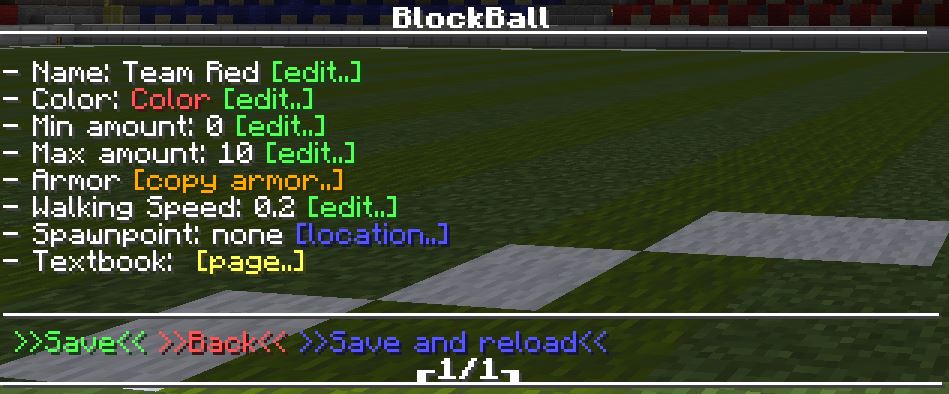 BlockBall
- Name: Team Red [edit..]
- Color: Color [edit..]
- Min amount: 0 [edit..]
- Max amount: 10 [edit..]
- Armor [copy armor..]
- Walking Speed: 0.2 [edit..]
- Spawnpoint: none [location..]
- Textbook: [page..]
>>Save<< >>Back<< >>Save and reload<<
┌1/1┐